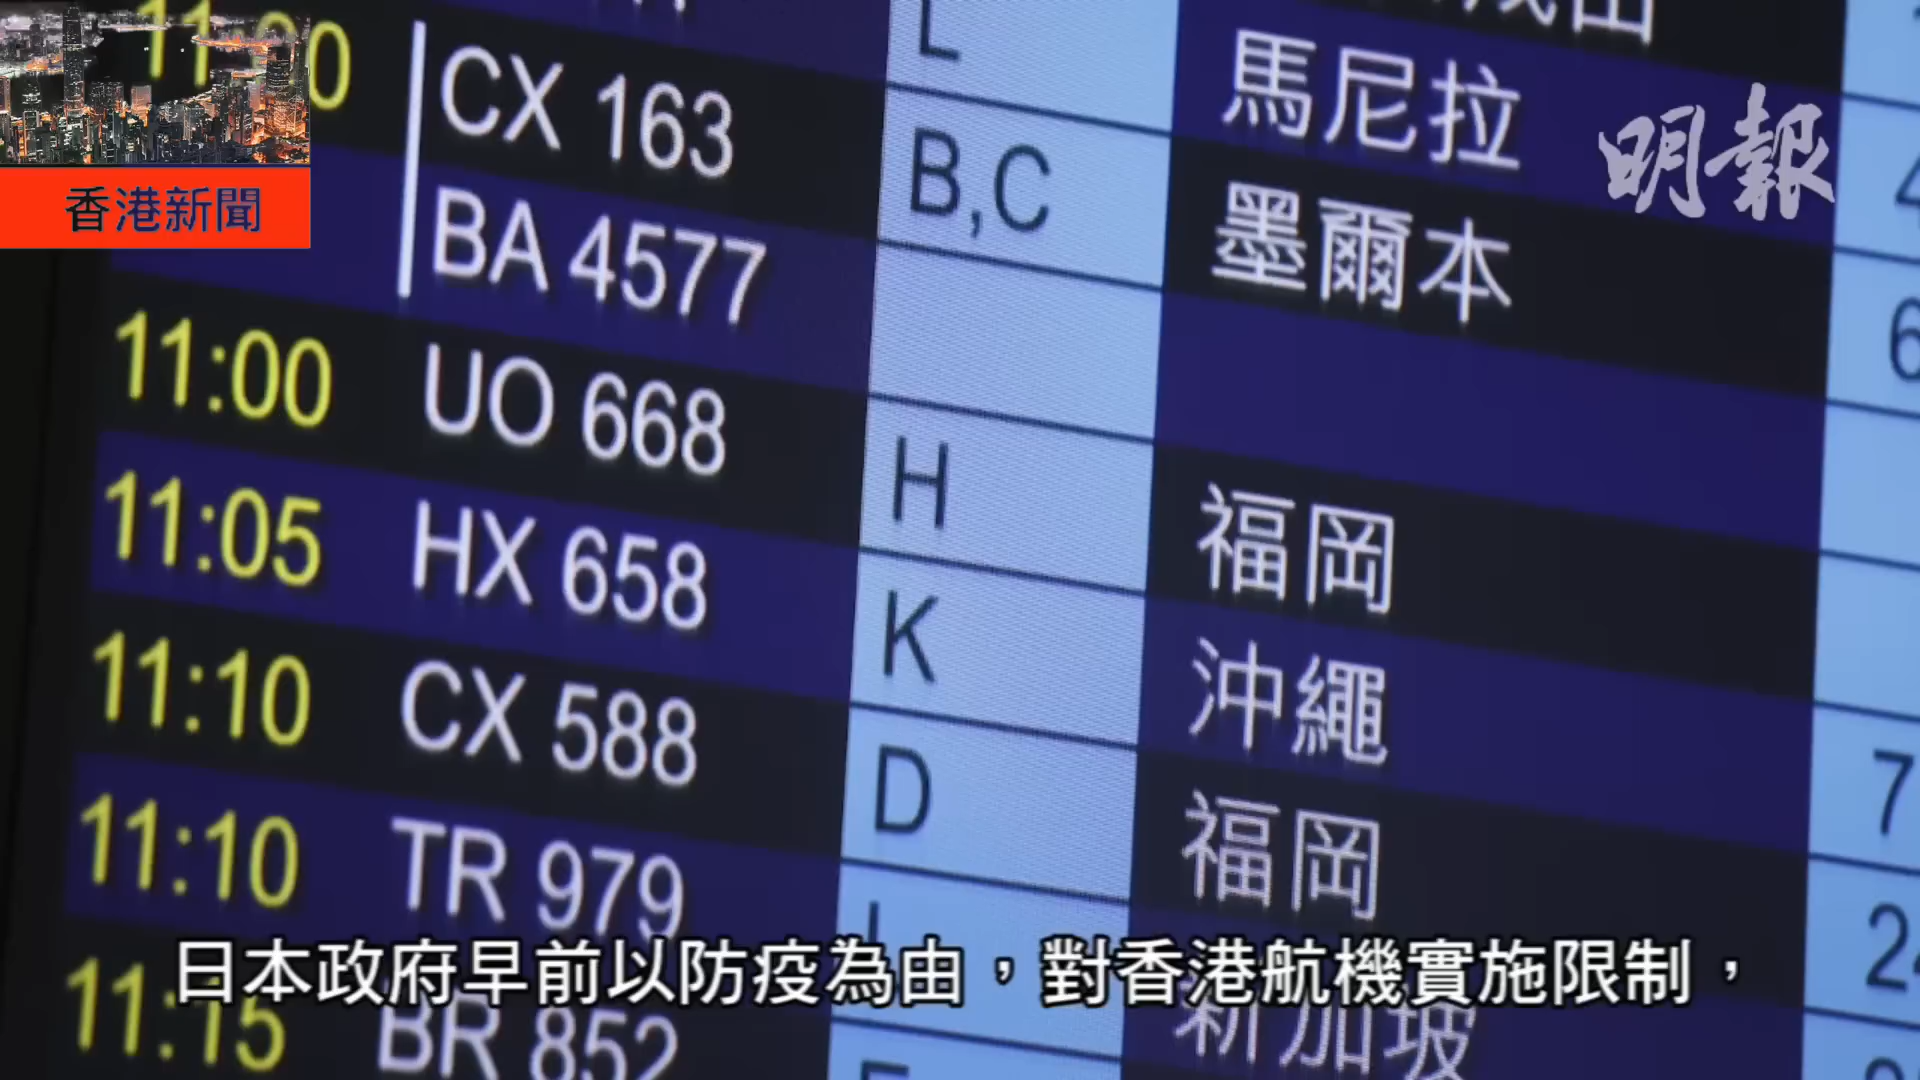 明報
香港新聞
馬尼拉
CX 163 B,C 墨爾本
BA 4577
11:00 UO 668 H 福岡
11:05 HX 658 K 沖繩
11:10 CX 588 D 福岡
11:10 TR 979 新加坡
11:15 BR 852
日本政府早前以防疫為由，對香港航機實施限制，